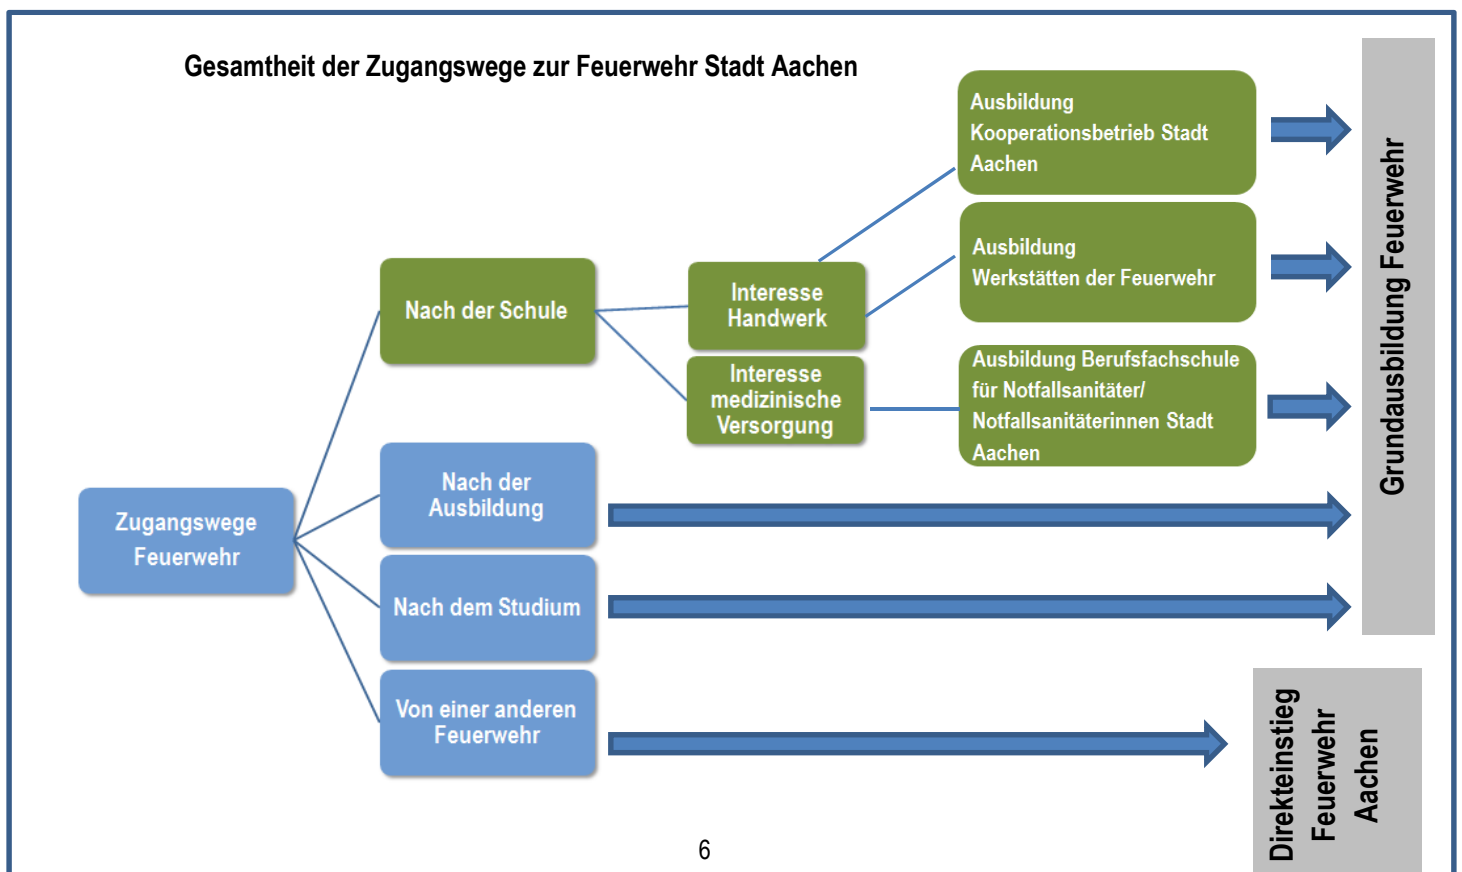 Gesamtheit der Zugangswege zur Feuerwehr Stadt Aachen
Zugangswege
Feuerwehr
Nach der Schule
Interesse
Handwerk
Interesse
medizinische
Versorgung
Ausbildung
Kooperationsbetrieb Stadt
Aachen
Ausbildung
Werkstätten der Feuerwehr
Ausbildung Berufsfachschule
für Notfallsanitäter/
Notfallsanitäterinnen Stadt
Aachen
Nach der
Ausbildung
Nach dem Studium
Von einer anderen
Feuerwehr
Grundausbildung Feuerwehr
Direkteinstieg
Feuerwehr
Aachen
6